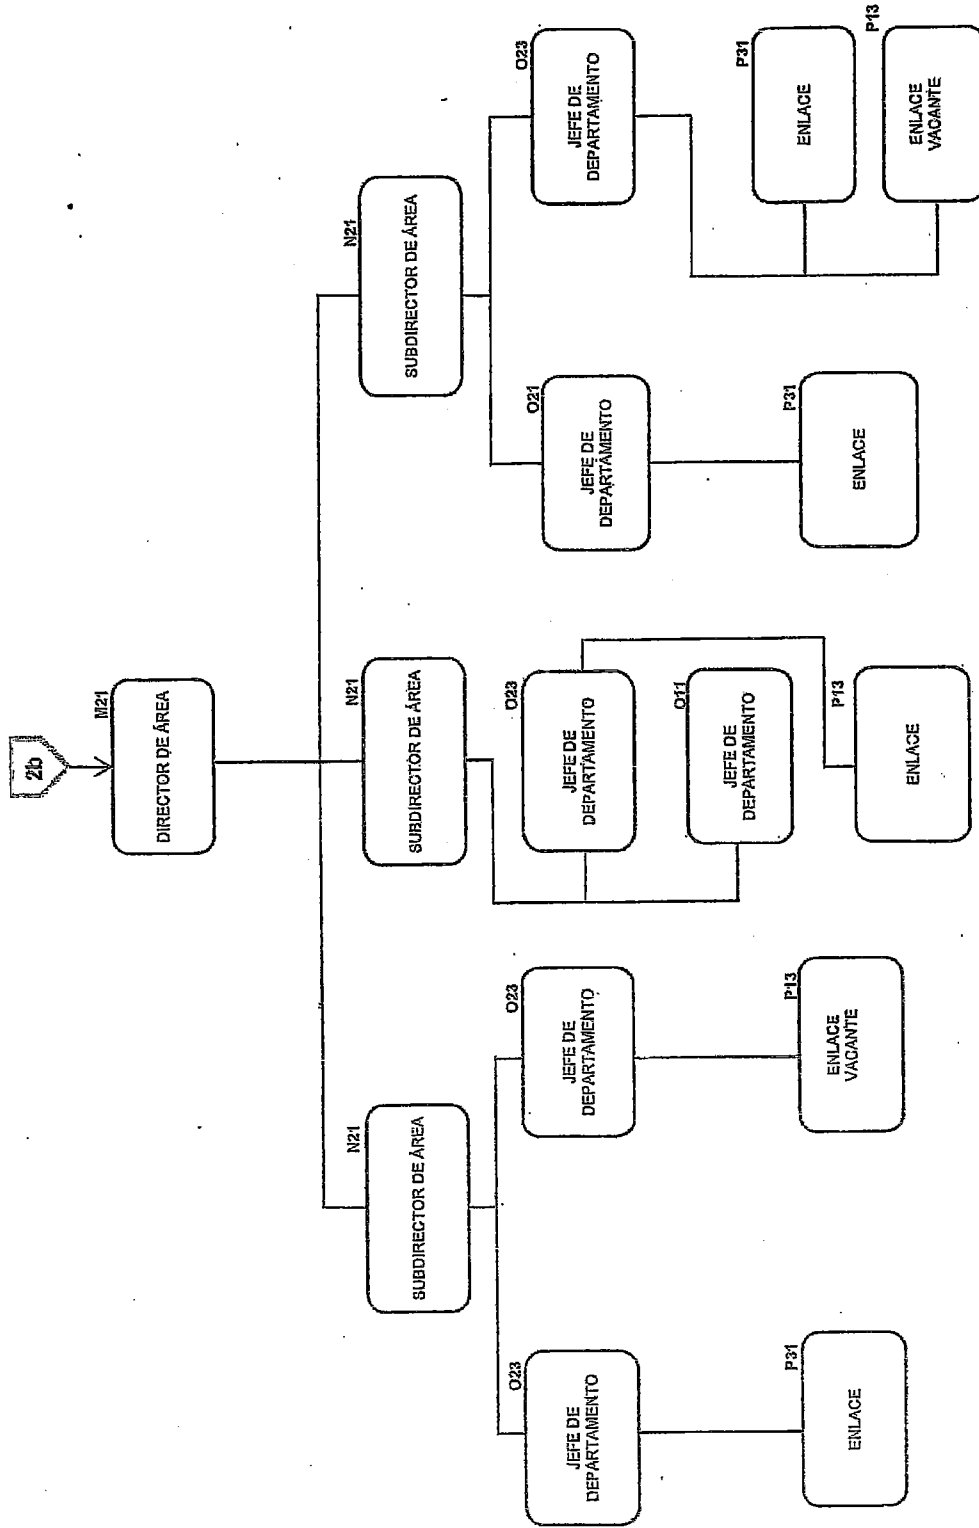 2b
M21
DIRECTOR DE ÁREA
N21
SUBDIRECTOR DE ÁREA
N21
SUBDIRECTOR DE ÁREA
N21
SUBDIRECTOR DE ÁREA
O23
JEFE DE
DEPARTAMENTO
O23
JEFE DE
DEPARTAMENTO
O23
JEFE DE
DEPARTAMENTO
O21
JEFE DE
DEPARTAMENTO
O23
JEFE DE
DEPARTAMENTO
O11
JEFE DE
DEPARTAMENTO
P31
ENLACE
P13
ENLACE
VACANTE
P13
ENLACE
P31
ENLACE
P31
ENLACE
P13
ENLACE
VACANTE